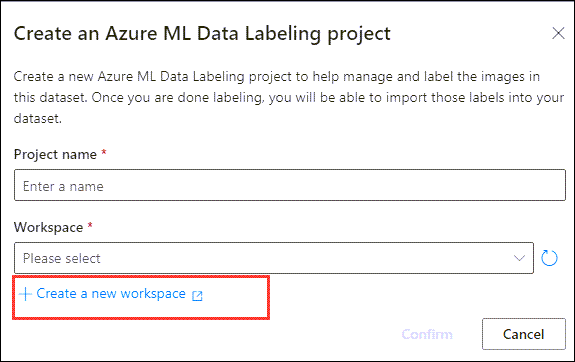 Create an Azure ML Data Labeling project
Create a new Azure ML Data Labeling project to help manage and label the images in
this dataset. Once you are done labeling, you will be able to import those labels into your
dataset.
Project name *
Enter a name
Workspace *
Please select
+ Create a new workspace
Confirm Cancel